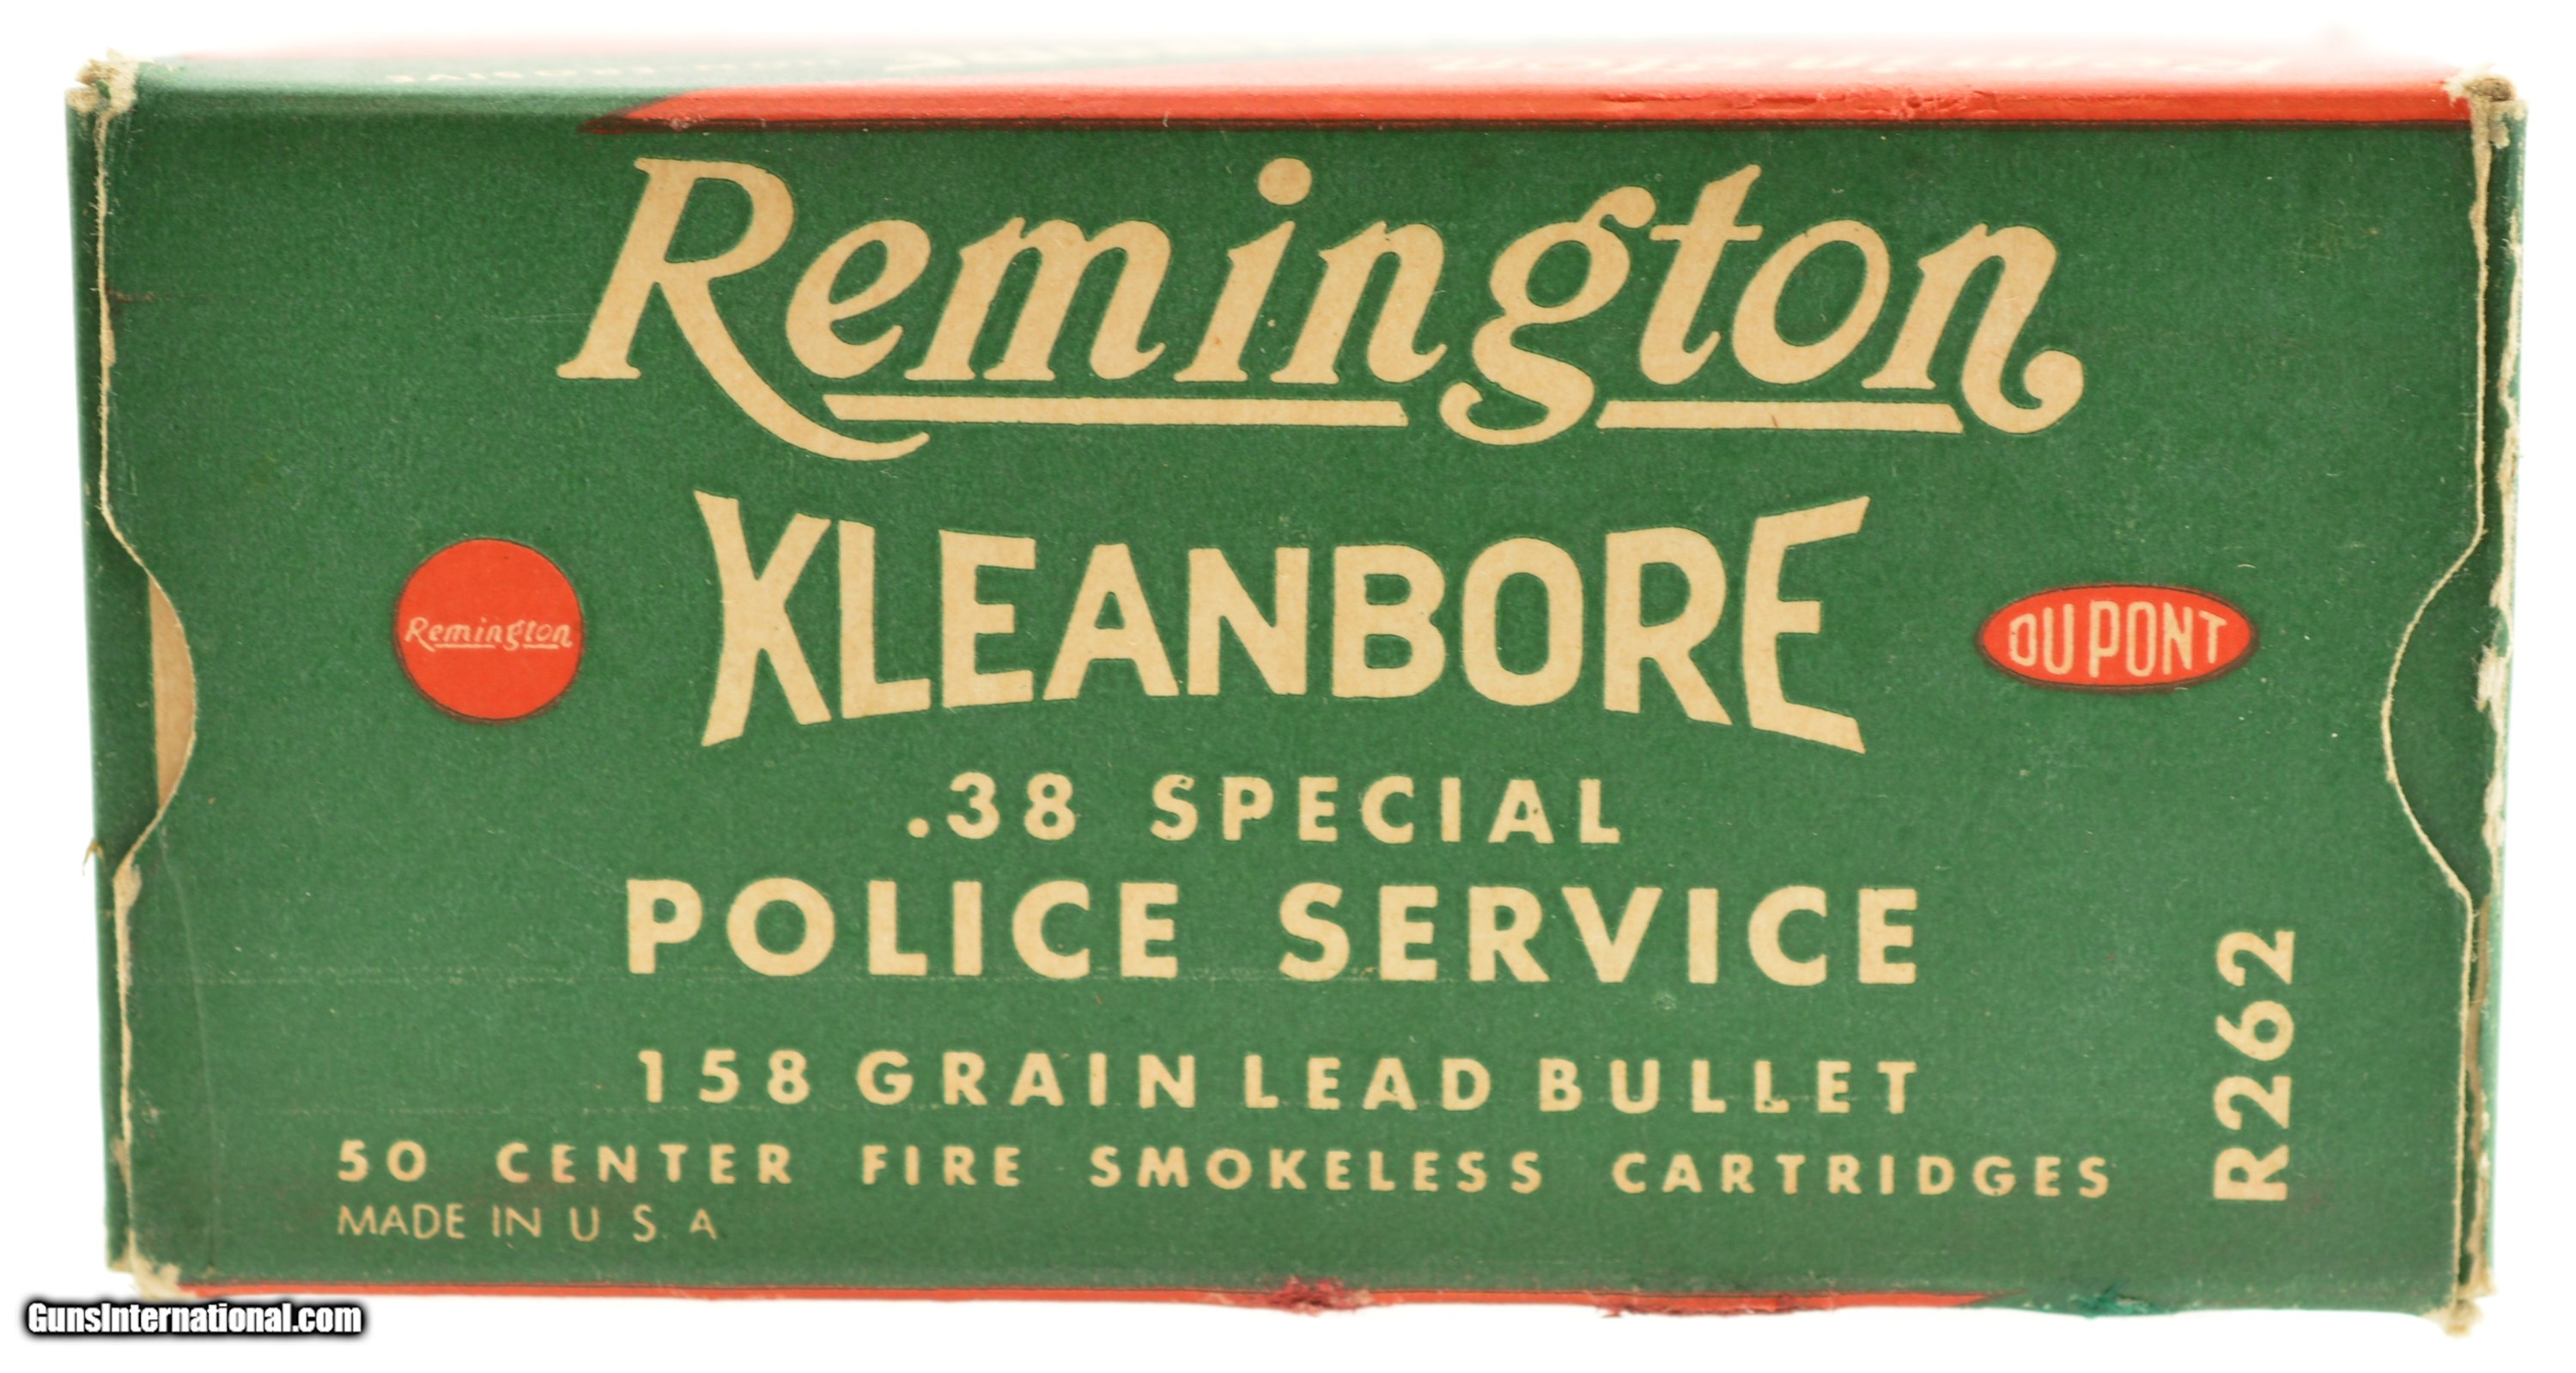 Remington
KLEANBORE
Remington
DU PONT
.38 SPECIAL
POLICE SERVICE
158 GRAIN LEAD BULLET
50 CENTER FIRE SMOKELESS CARTRIDGES
MADE IN U.S.A
R262
GunsInternational.com